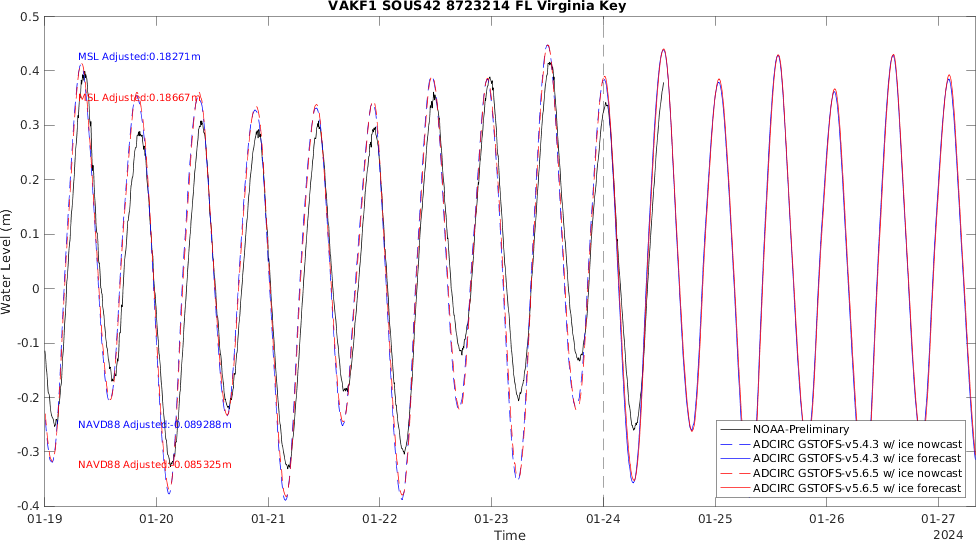 VAKF1 SOUS42 8723214 FL Virginia Key
0.5
0.4
0.3
0.2
0.1
0
-0.1
-0.2
-0.3
-0.4
Water Level (m)
MSL Adjusted:0.18271m
MSL Adjusted:0.18667m
NAVD88 Adjusted:-0.089288m
NAVD88 Adjusted:-0.085325m
NOAA-Preliminary
ADCIRC GSTOFS-v5.4.3 w/ ice nowcast
ADCIRC GSTOFS-v5.4.3 w/ ice forecast
ADCIRC GSTOFS-v5.6.5 w/ ice nowcast
ADCIRC GSTOFS-v5.6.5 w/ ice forecast
01-19 01-20 01-21 01-22 01-23 01-24 01-25 01-26 01-27
Time
2024